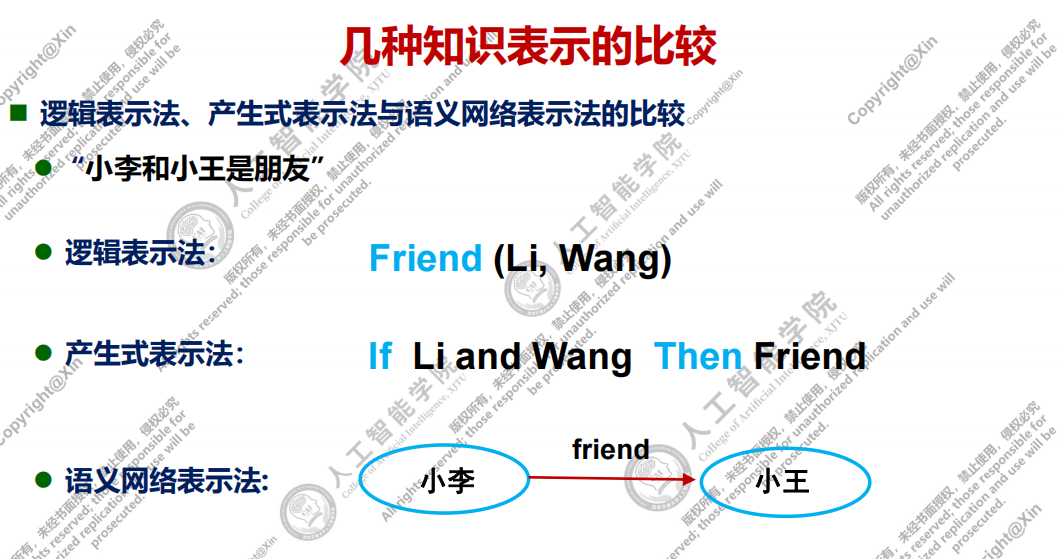 几种知识表示的比较
逻辑表示法、产生式表示法与语义网络表示法的比较
“小李和小王是朋友”
逻辑表示法：
Friend (Li, Wang)
产生式表示法：
If Li and Wang Then Friend
语义网络表示法:
小李
friend
小王
Copyright@Xin
版权所有，未经书面授权，禁止使用，侵权必究
All rights reserved; those responsible for unauthorized replication and use will be prosecuted.
人工智能学院
College of Artificial Intelligence, XJTU